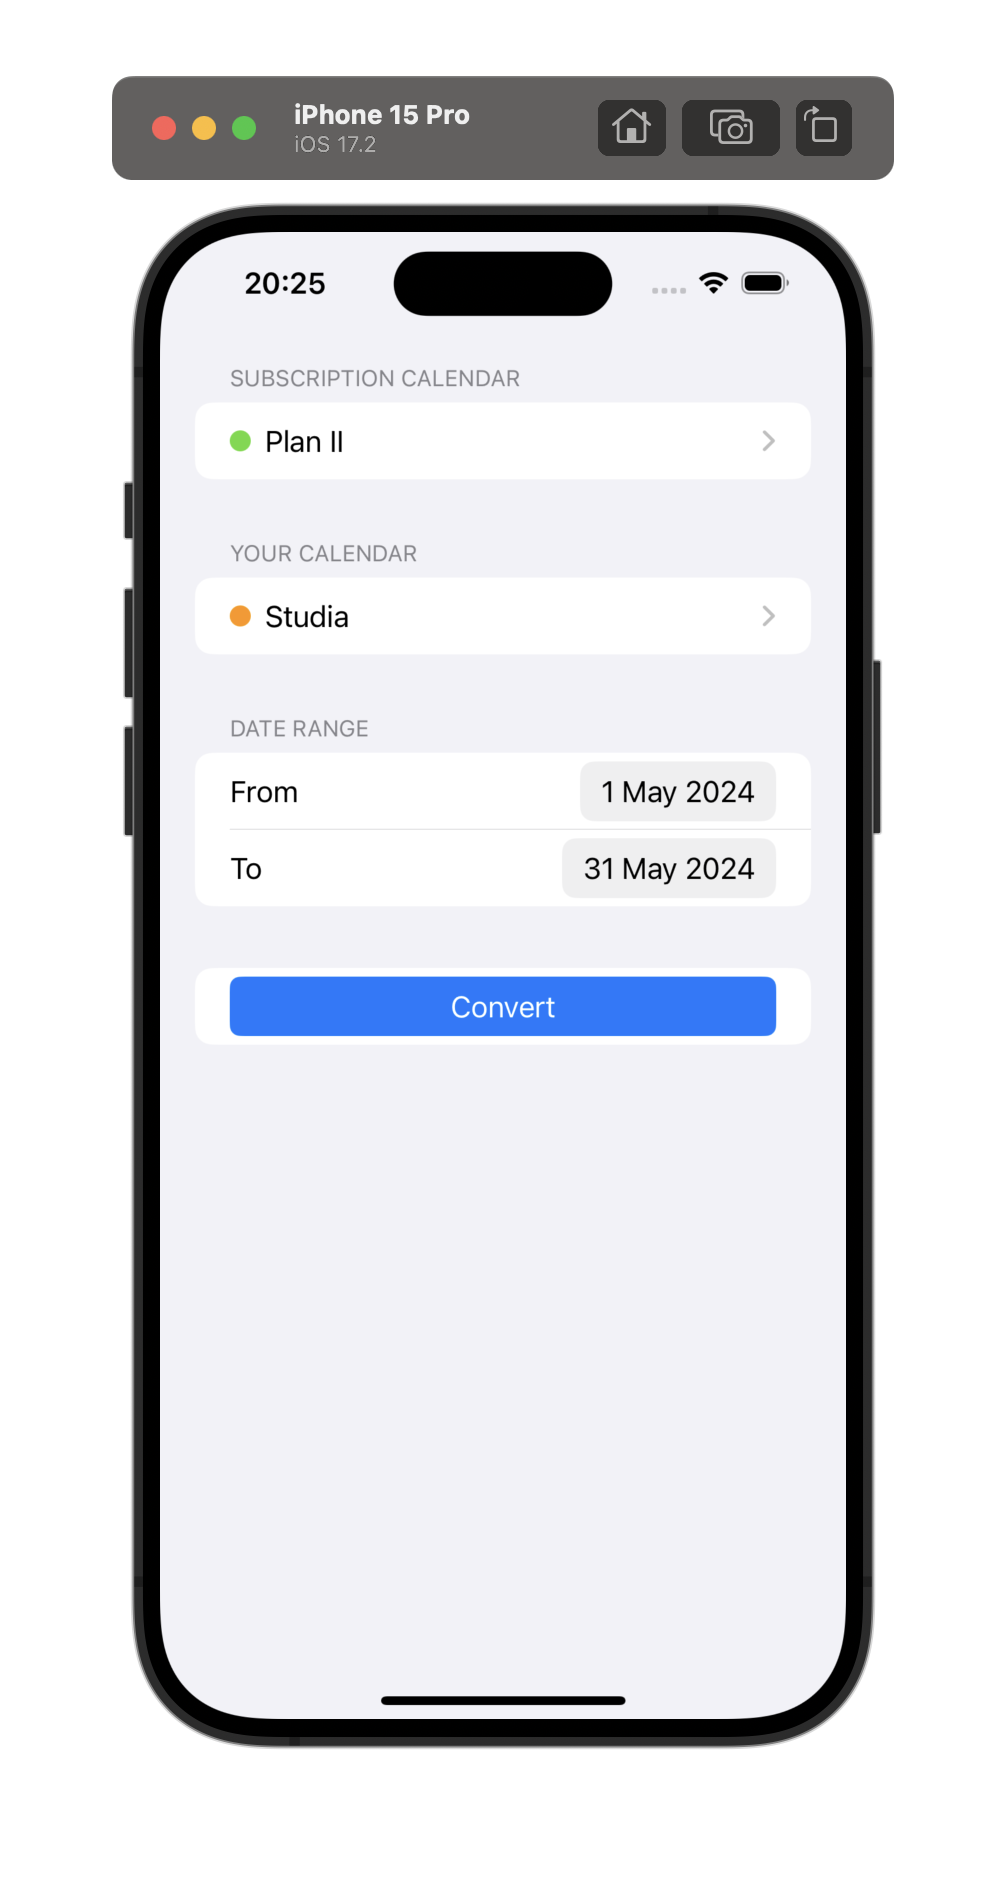 iPhone 15 Pro
iOS 17.2
20:25
SUBSCRIPTION CALENDAR
Plan II
YOUR CALENDAR
Studia
DATE RANGE
From 1 May 2024
To 31 May 2024
Convert